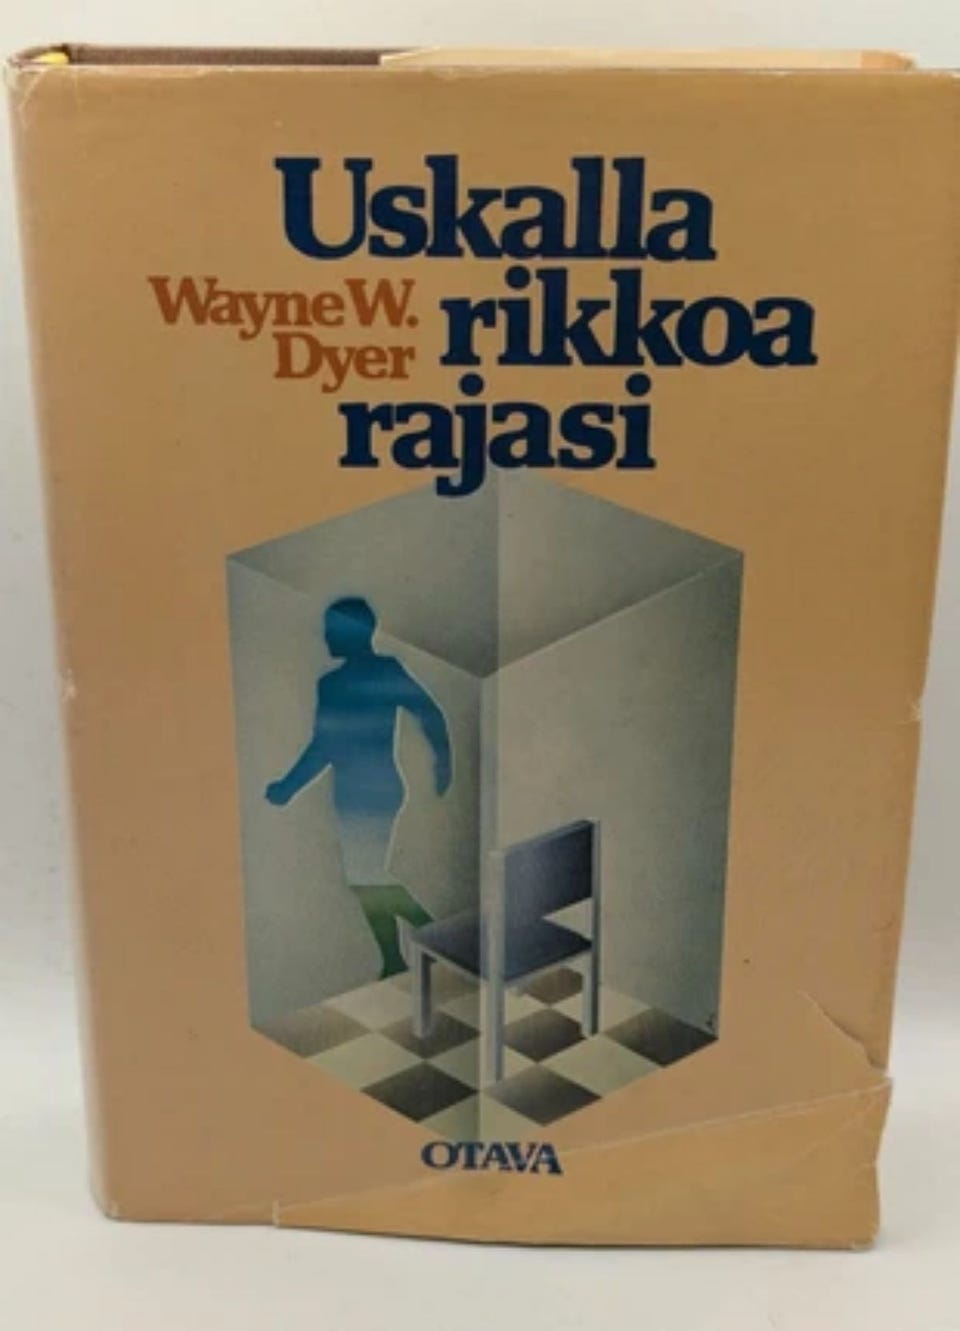 Uskalla
Wayne W.
Dyer
rikkoa
rajasi
OTAVA